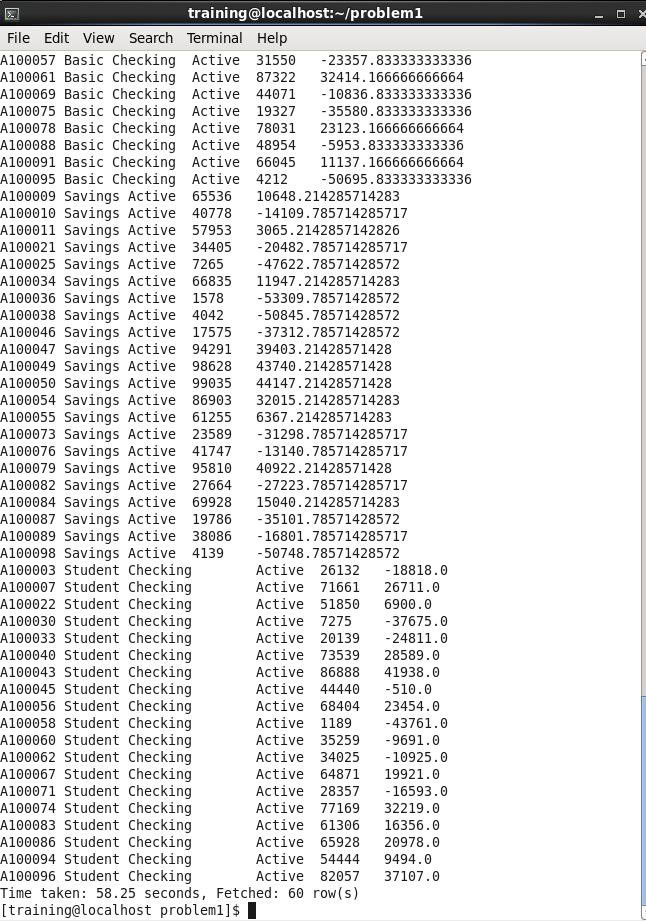 training@localhost:~/problem1
File Edit View Search Terminal Help
A100057 Basic Checking Active 31550 -23357.833333333336
A100061 Basic Checking Active 87322 32414.166666666664
A100069 Basic Checking Active 44071 -10836.833333333336
A100075 Basic Checking Active 19327 -35580.833333333336
A100078 Basic Checking Active 78031 23123.166666666664
A100088 Basic Checking Active 48954 -5953.833333333336
A100091 Basic Checking Active 66045 11137.166666666664
A100095 Basic Checking Active 4212 -50695.833333333336
A100009 Savings Active 65536 10648.214285714283
A100010 Savings Active 40778 -14109.785714285717
A100011 Savings Active 57953 3065.2142857142826
A100021 Savings Active 34405 -20482.785714285717
A100025 Savings Active 7265 -47622.78571428572
A100034 Savings Active 66835 11947.214285714283
A100036 Savings Active 1578 -53309.78571428572
A100038 Savings Active 4042 -50845.78571428572
A100046 Savings Active 17575 -37312.78571428572
A100047 Savings Active 94291 39403.21428571428
A100049 Savings Active 98628 43740.21428571428
A100050 Savings Active 99035 44147.21428571428
A100054 Savings Active 86903 32015.214285714283
A100055 Savings Active 61255 6367.214285714283
A100073 Savings Active 23589 -31298.785714285717
A100076 Savings Active 41747 -13140.785714285717
A100079 Savings Active 95810 40922.21428571428
A100082 Savings Active 27664 -27223.785714285717
A100084 Savings Active 69928 15040.214285714283
A100087 Savings Active 19786 -35101.78571428572
A100089 Savings Active 38086 -16801.785714285717
A100098 Savings Active 4139 -50748.78571428572
A100003 Student Checking Active 26132 -18818.0
A100007 Student Checking Active 71661 26711.0
A100022 Student Checking Active 51850 6900.0
A100030 Student Checking Active 7275 -37675.0
A100033 Student Checking Active 20139 -24811.0
A100040 Student Checking Active 73539 28589.0
A100043 Student Checking Active 86888 41938.0
A100045 Student Checking Active 44440 -510.0
A100056 Student Checking Active 68404 23454.0
A100058 Student Checking Active 1189 -43761.0
A100060 Student Checking Active 35259 -9691.0
A100062 Student Checking Active 34025 -10925.0
A100067 Student Checking Active 64871 19921.0
A100071 Student Checking Active 28357 -16593.0
A100074 Student Checking Active 77169 32219.0
A100083 Student Checking Active 61306 16356.0
A100086 Student Checking Active 65928 20978.0
A100094 Student Checking Active 54444 9494.0
A100096 Student Checking Active 82057 37107.0
Time taken: 58.25 seconds, Fetched: 60 row(s)
[training@localhost problem1]$